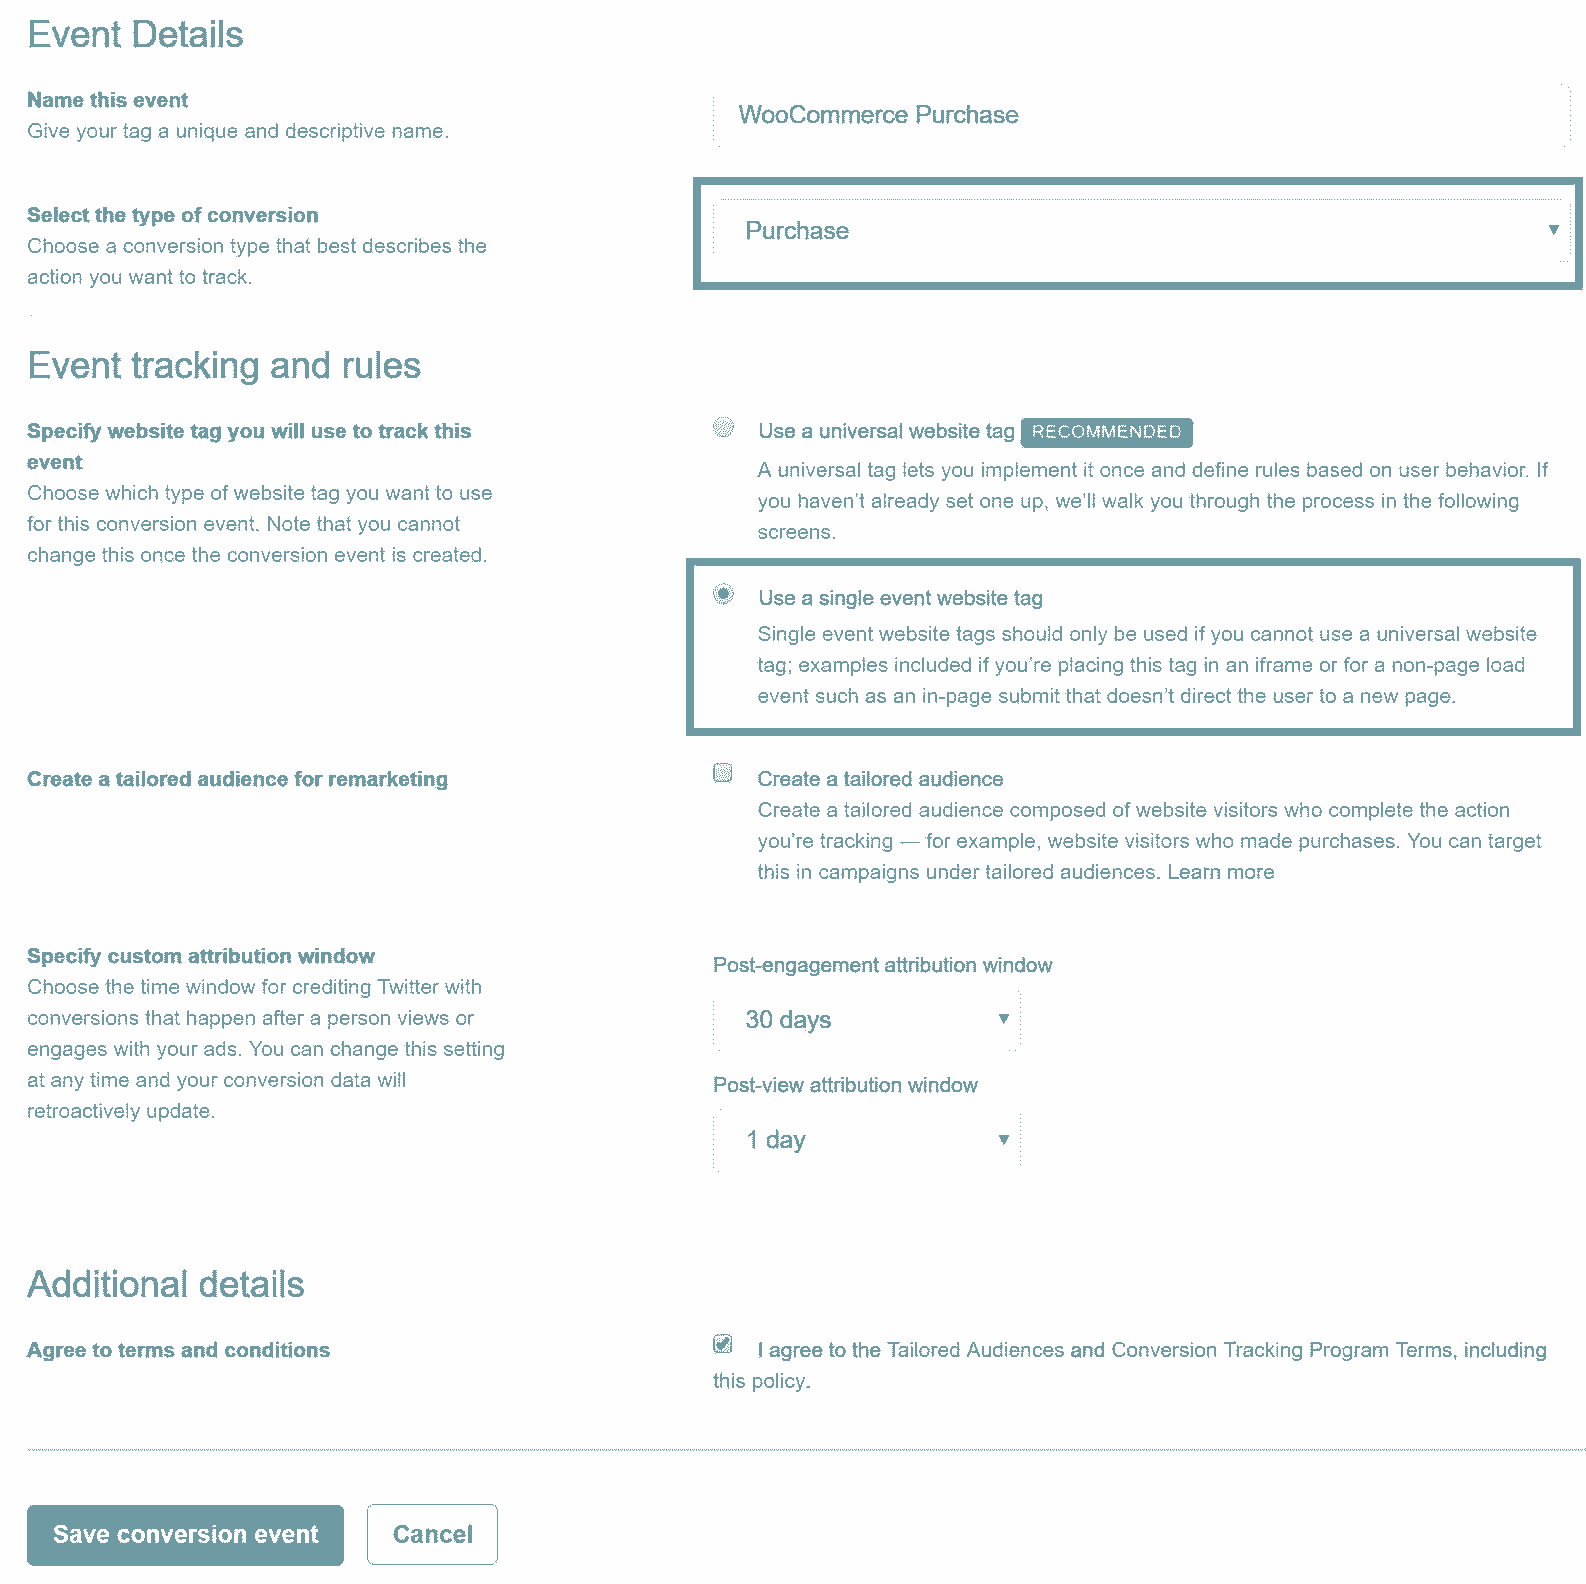 Event Details
Name this event
Give your tag a unique and descriptive name.
WooCommerce Purchase
Select the type of conversion
Choose a conversion type that best describes the
action you want to track.
Purchase
Event tracking and rules
Specify website tag you will use to track this
event
Choose which type of website tag you want to use
for this conversion event. Note that you cannot
change this once the conversion event is created.
Use a universal website tag RECOMMENDED
A universal tag lets you implement it once and define rules based on user behavior. If
you haven't already set one up, we'll walk you through the process in the following
screens.
Use a single event website tag
Single event website tags should only be used if you cannot use a universal website
tag; examples included if you're placing this tag in an iframe or for a non-page load
event such as an in-page submit that doesn't direct the user to a new page.
Create a tailored audience for remarketing
Create a tailored audience
Create a tailored audience composed of website visitors who complete the action
you're tracking — for example, website visitors who made purchases. You can target
this in campaigns under tailored audiences. Learn more
Specify custom attribution window
Choose the time window for crediting Twitter with
conversions that happen after a person views or
engages with your ads. You can change this setting
at any time and your conversion data will
retroactively update.
Post-engagement attribution window
30 days
Post-view attribution window
1 day
Additional details
Agree to terms and conditions
I agree to the Tailored Audiences and Conversion Tracking Program Terms, including
this policy.
Save conversion event
Cancel